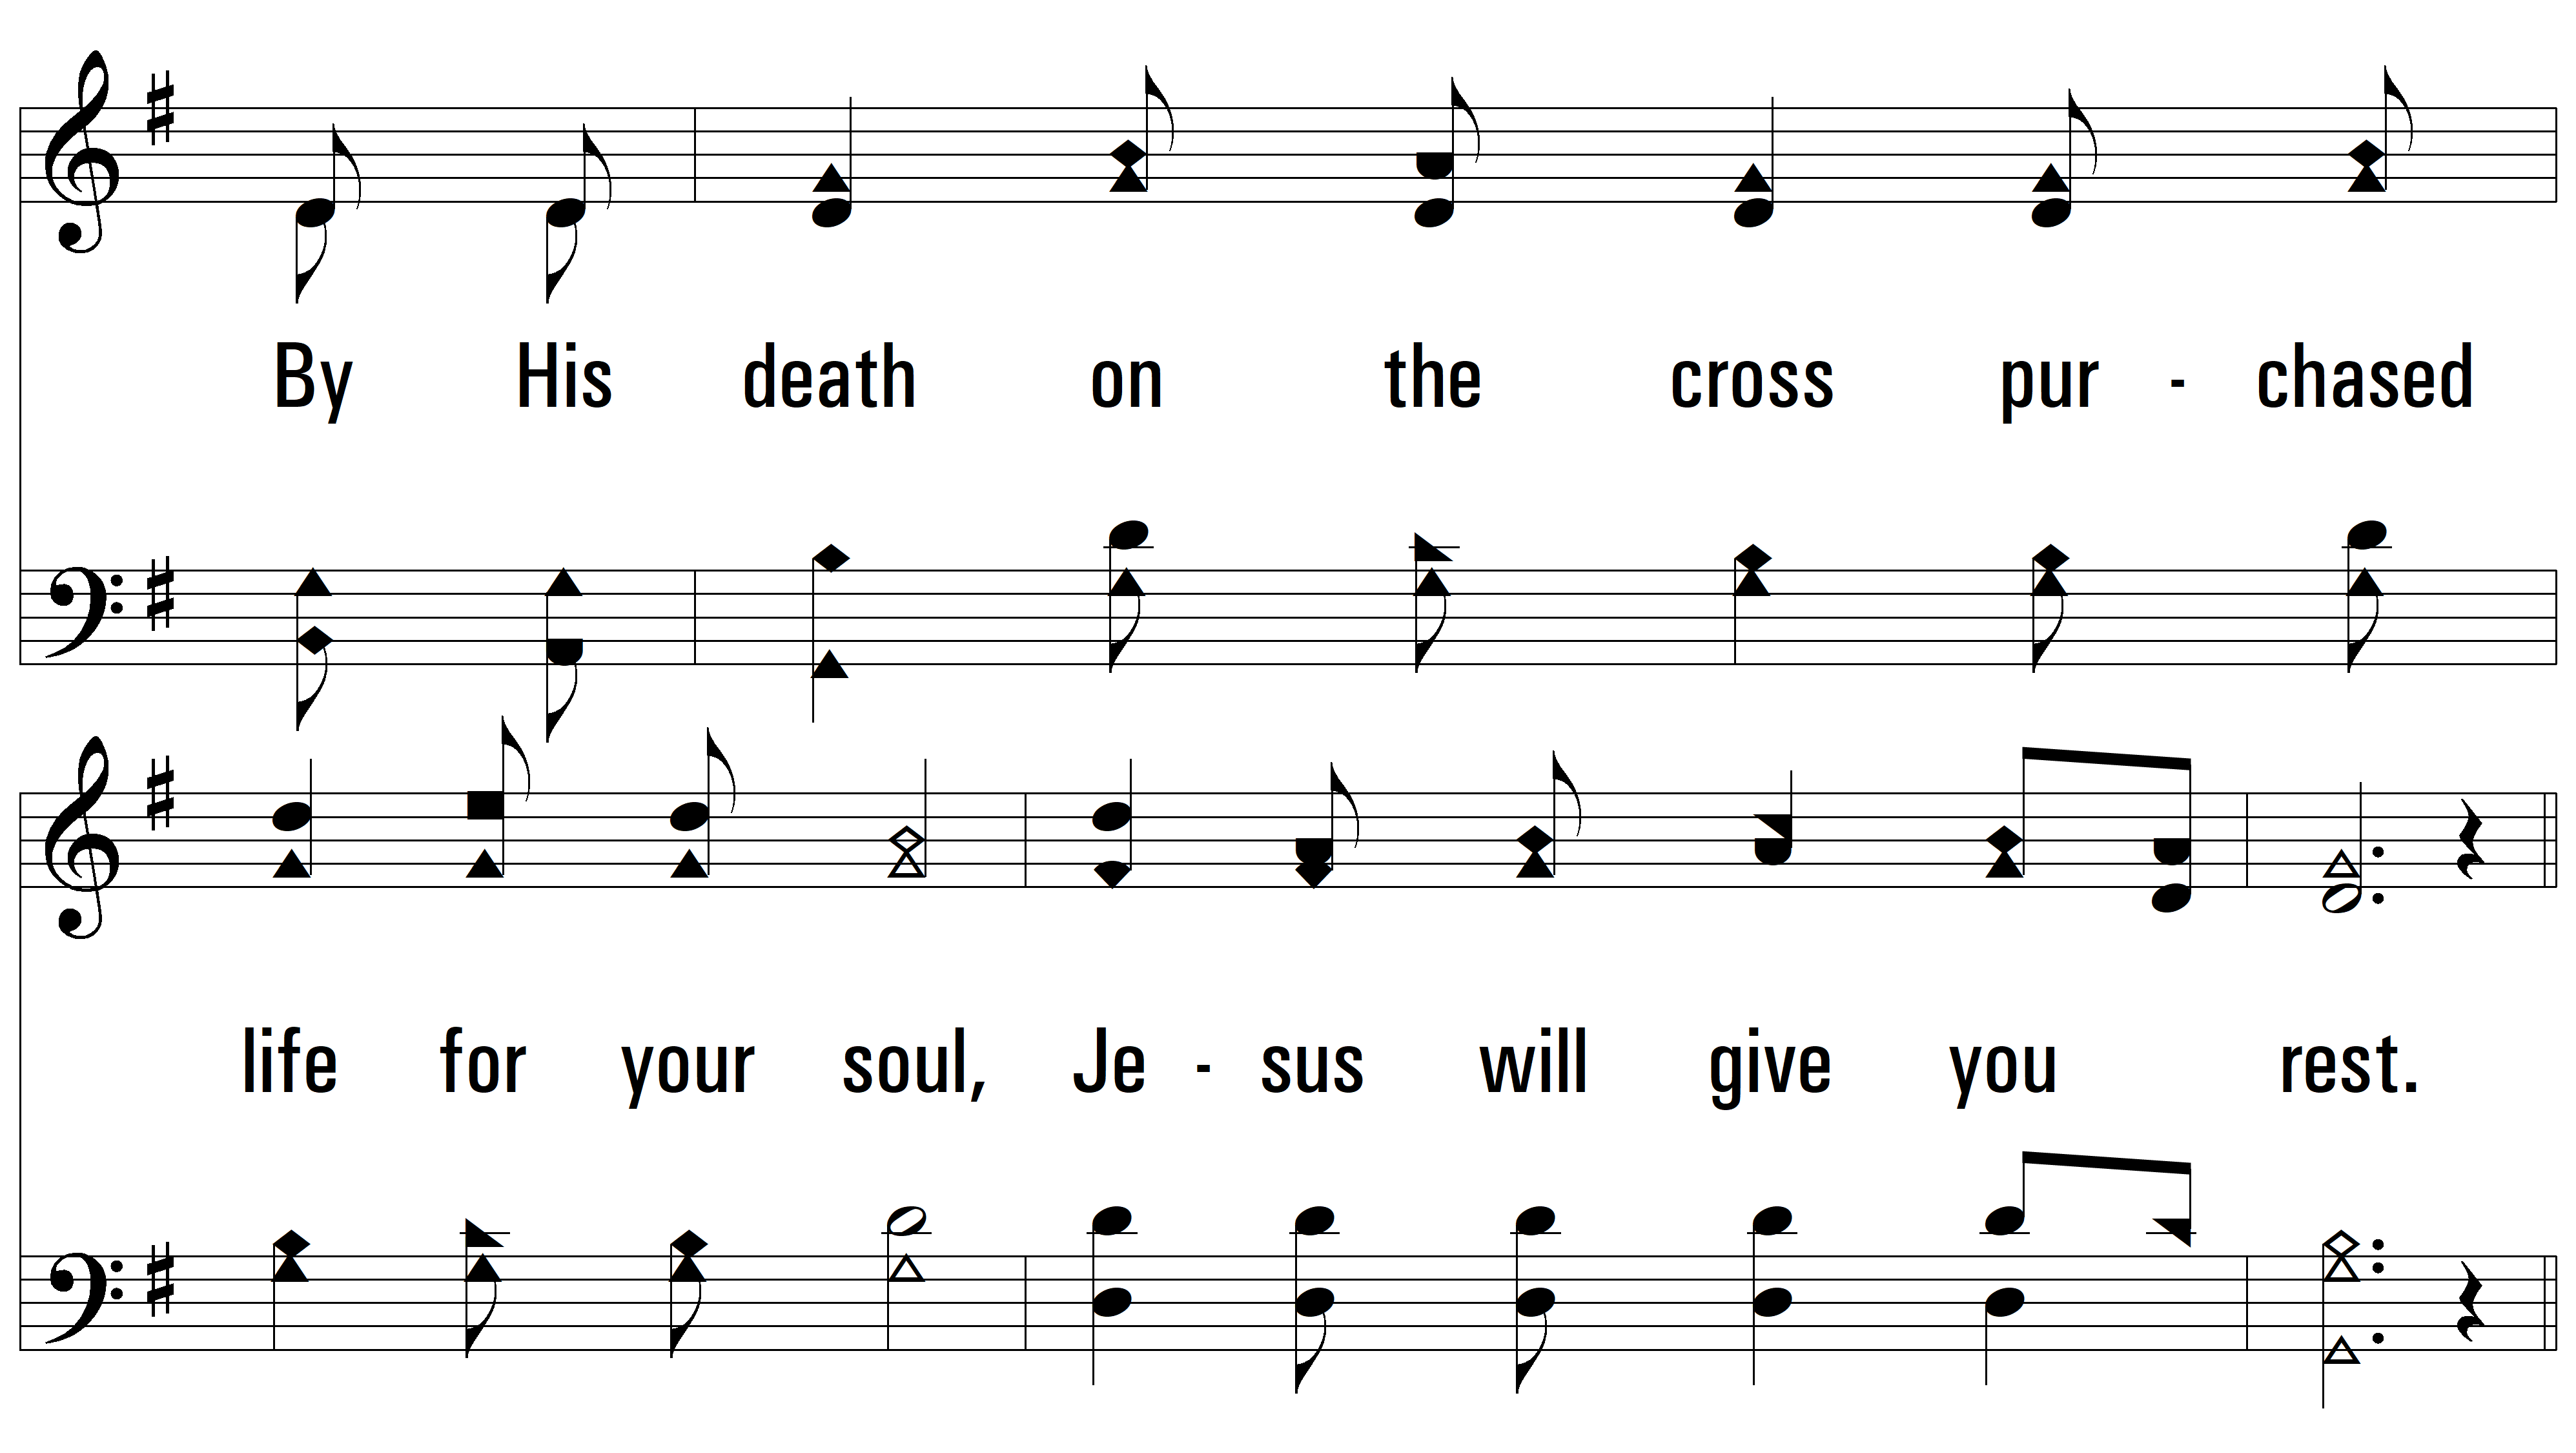 By His death on the cross pur - chased
life for your soul, Je - sus will give you rest.